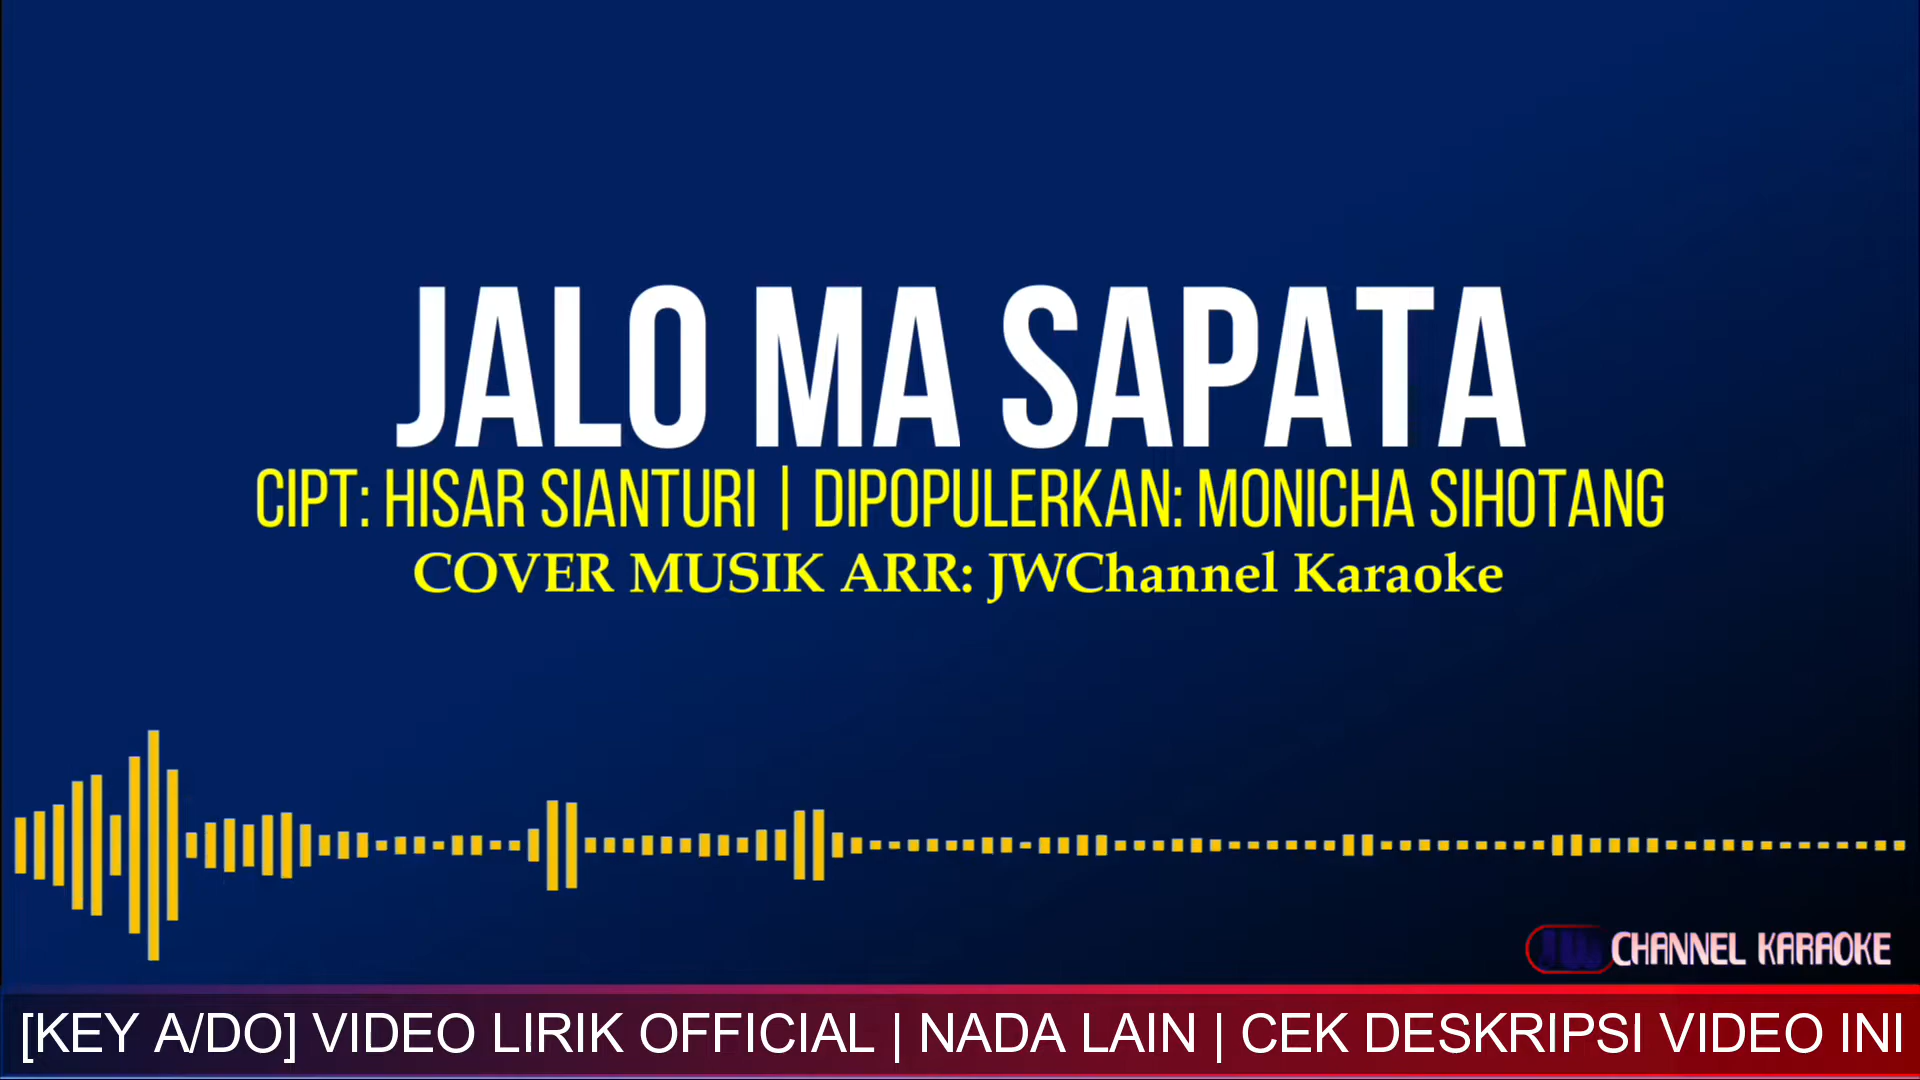 JALO MA SAPATA
CIPT: HISAR SIANTURI | DIPOPULERKAN: MONICHA SIHOTANG
COVER MUSIK ARR: JWChannel Karaoke
JW CHANNEL KARAOKE
[KEY A/DO] VIDEO LIRIK OFFICIAL | NADA LAIN | CEK DESKRIPSI VIDEO INI